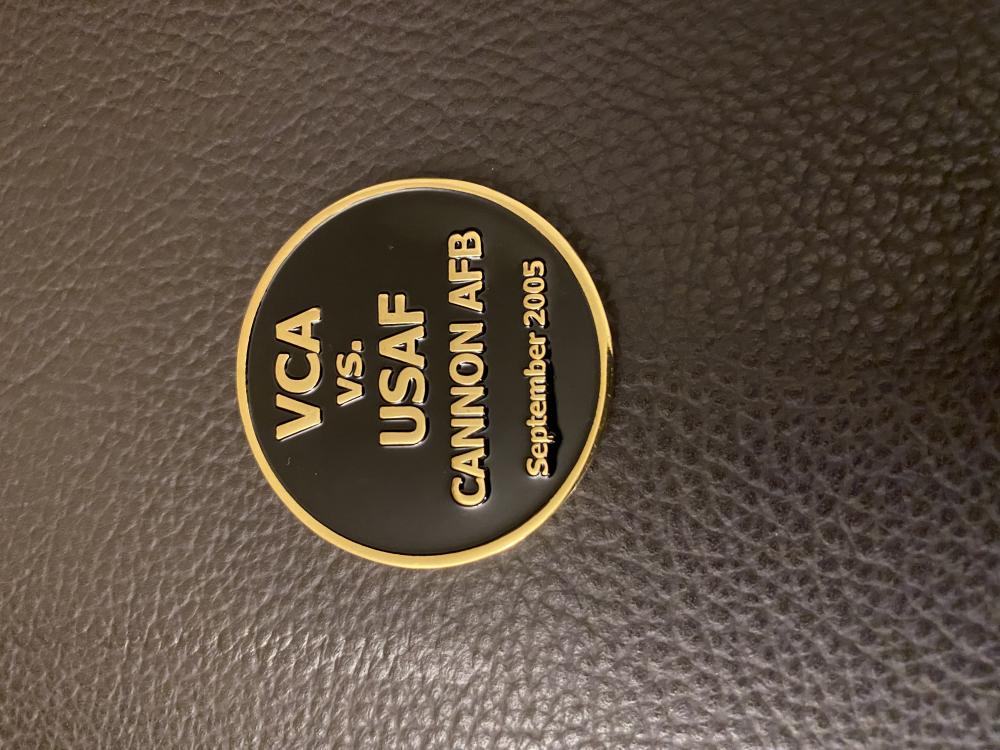 VCA
vs.
USAF
CANNON AFB
September 2005